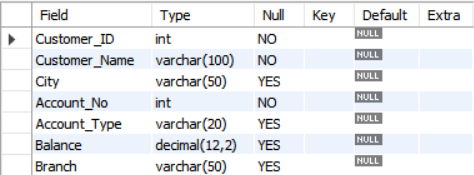 Field Type Null Key Default Extra
Customer_ID int NO NULL
Customer_Name varchar(100) NO NULL
City varchar(50) YES NULL
Account_No int NO NULL
Account_Type varchar(20) YES NULL
Balance decimal(12,2) YES NULL
Branch varchar(50) YES NULL